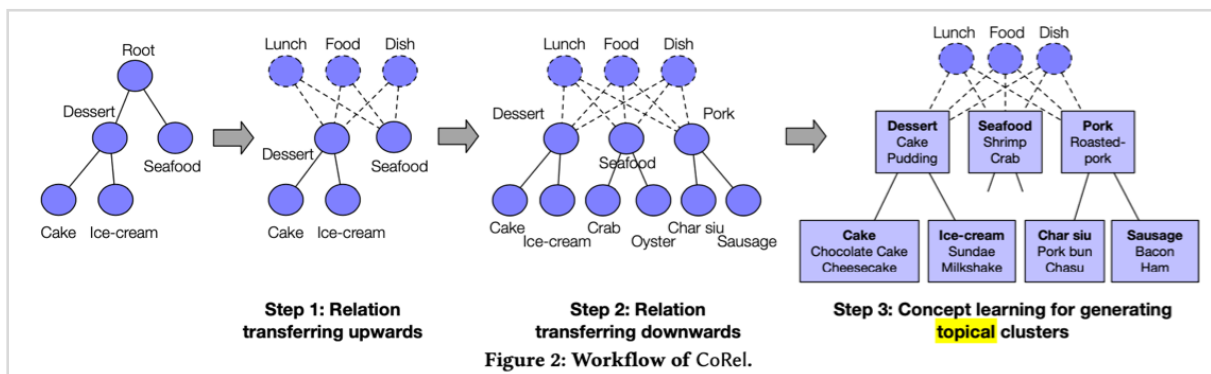 Root
Dessert
Seafood
Cake Ice-cream
Lunch Food Dish
Dessert
Seafood
Cake Ice-cream
Step 1: Relation
transferring upwards
Lunch Food Dish
Dessert Pork
Seafood
Cake Crab Char siu
Ice-cream Oyster Sausage
Step 2: Relation
transferring downwards
Lunch Food Dish
Dessert
Cake
Pudding
Seafood
Shrimp
Crab
Pork
Roasted-
pork
Cake
Chocolate Cake
Cheesecake
Ice-cream
Sundae
Milkshake
Char siu
Pork bun
Chasu
Sausage
Bacon
Ham
Step 3: Concept learning for generating
topical clusters
Figure 2: Workflow of CoRel.